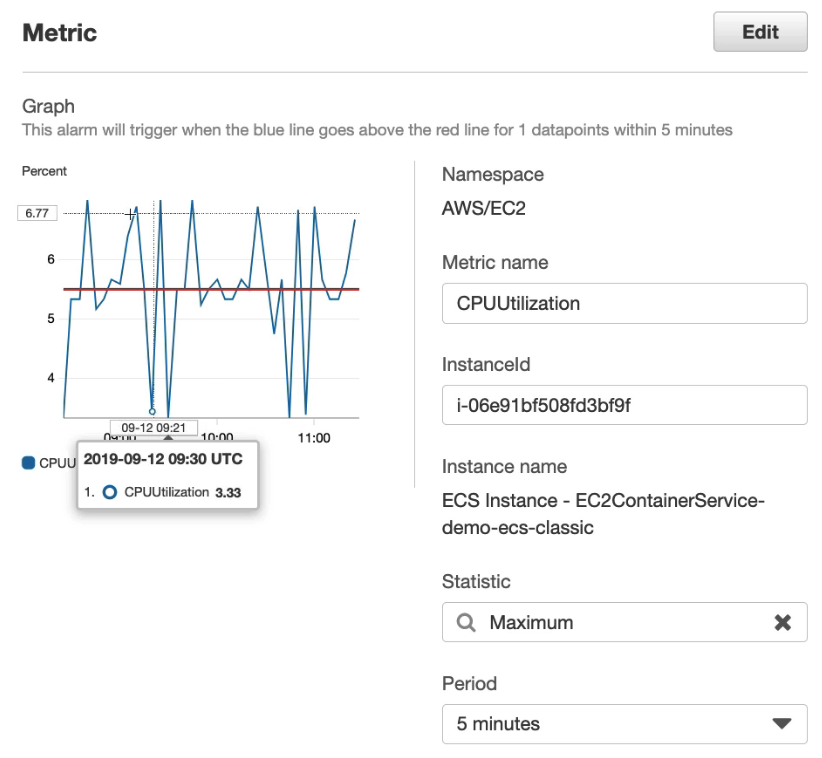 Metric
Edit
Graph
This alarm will trigger when the blue line goes above the red line for 1 datapoints within 5 minutes
Percent
6.77
6
5
4
09-12 09:21
09:00
10:00
11:00
CPUU
2019-09-12 09:30 UTC
1. CPUUtilization 3.33
Namespace
AWS/EC2
Metric name
CPUUtilization
InstanceId
i-06e91bf508fd3bf9f
Instance name
ECS Instance - EC2ContainerService-
demo-ecs-classic
Statistic
Maximum
Period
5 minutes